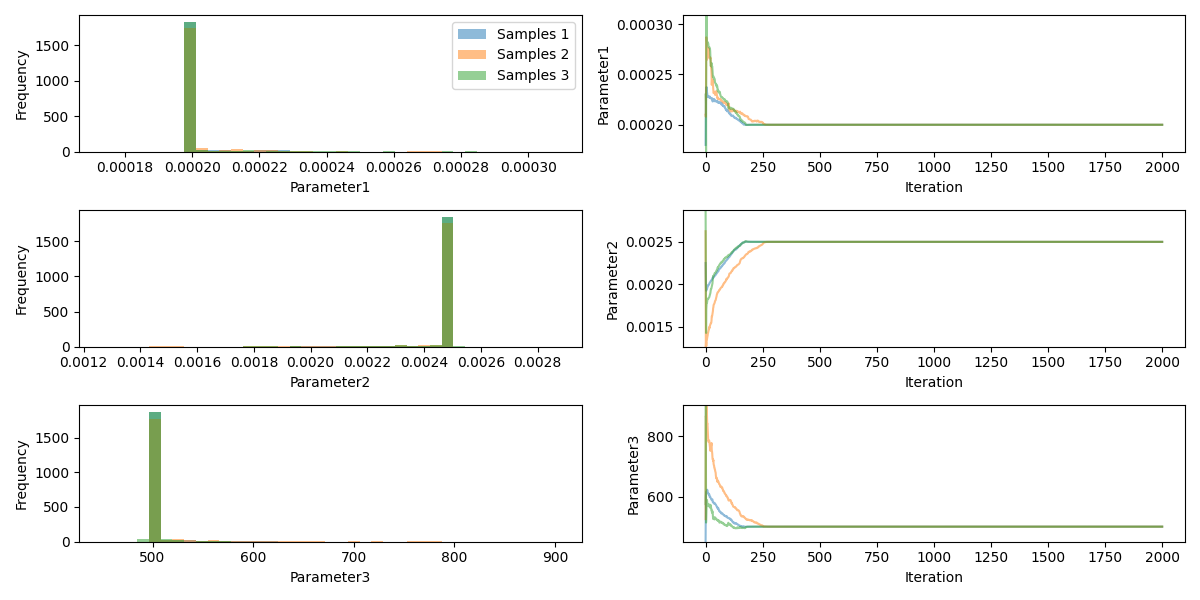 Frequency
1500
1000
500
0
Samples 1
Samples 2
Samples 3
0.00018 0.00020 0.00022 0.00024 0.00026 0.00028 0.00030
Parameter1
Parameter1
0.00030
0.00025
0.00020
0 250 500 750 1000 1250 1500 1750 2000
Iteration
Frequency
1500
1000
500
0
0.0012 0.0014 0.0016 0.0018 0.0020 0.0022 0.0024 0.0026 0.0028
Parameter2
Parameter2
0.0025
0.0020
0.0015
0 250 500 750 1000 1250 1500 1750 2000
Iteration
Frequency
1500
1000
500
0
500 600 700 800 900
Parameter3
Parameter3
800
600
0 250 500 750 1000 1250 1500 1750 2000
Iteration